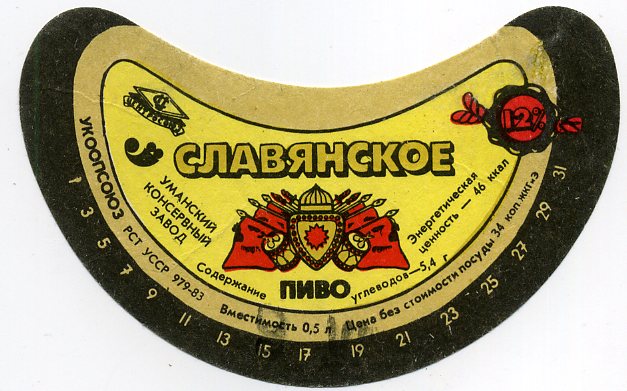 12%
СЛАВЯНСКОЕ
УМАНСКИЙ
КОНСЕРВНЫЙ
ЗАВОД
Энергетическая
ценность — 46 ккал
Содержание
углеводов—5,4 г
ПИВО
УКООПСОЮЗ РСТ УССР 979-83 Вместимость 0,5 л Цена без стоимости посуды 34 коп.
1 3 5 7 9 11 13 15 17 19 21 23 25 27 29 31